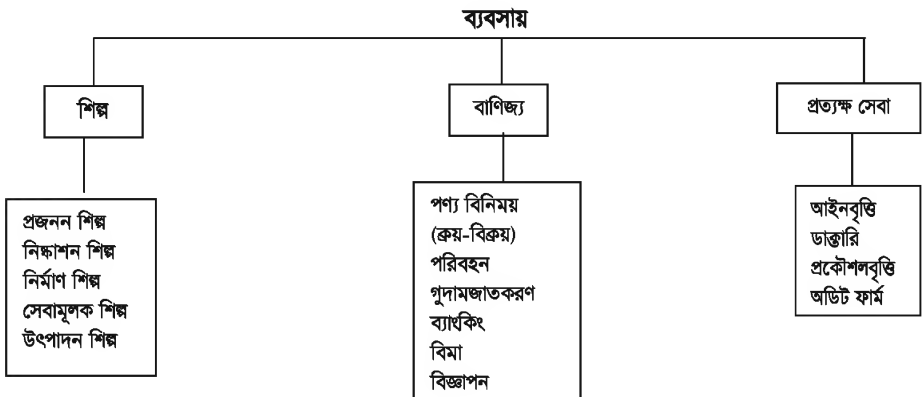 ব্যবসায়
শিল্প
বাণিজ্য
প্রত্যক্ষ সেবা
প্রজনন শিল্প
নিষ্কাশন শিল্প
নির্মাণ শিল্প
সেবামূলক শিল্প
উৎপাদন শিল্প
পণ্য বিনিময়
(ক্রয়-বিক্রয়)
পরিবহন
গুদামজাতকরণ
ব্যাংকিং
বিমা
বিজ্ঞাপন
আইনবৃত্তি
ডাক্তারি
প্রকৌশলবৃত্তি
অডিট ফার্ম